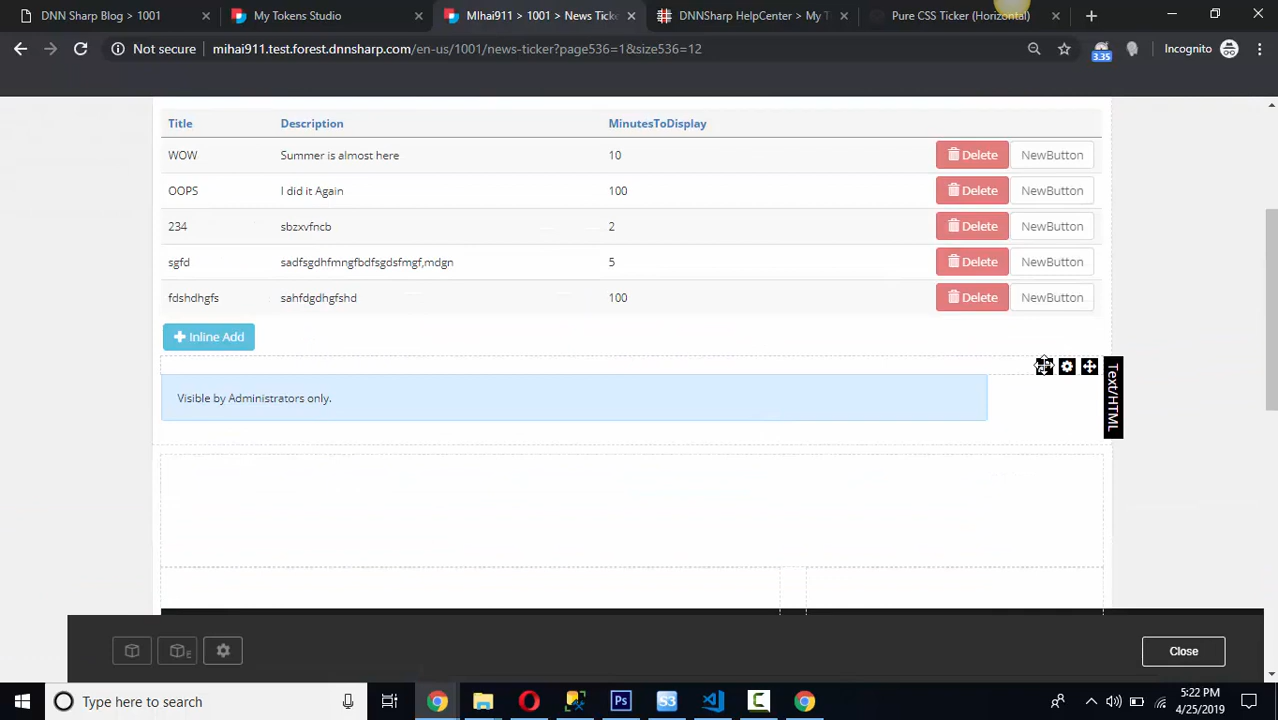 DNN Sharp Blog > 1001
My Tokens Studio
MIhai911 > 1001 > News Ticke
DNNSharp HelpCenter > My T
Pure CSS Ticker (Horizontal)
Not secure
mihai911.test.forest.dnnsharp.com/en-us/1001/news-ticker?page536=1&size536=12
3.35
Incognito
Title Description MinutesToDisplay
WOW Summer is almost here 10 Delete NewButton
OOPS I did it Again 100 Delete NewButton
234 sbzxvfncb 2 Delete NewButton
sgfd sadfsgdhfmngfbdfsgdsfmgf,mdgn 5 Delete NewButton
fdshdhgfs sahfdgdhgfshd 100 Delete NewButton
Inline Add
Text/HTML
Visible by Administrators only.
E
Close
Type here to search
Ps
S3
5:22 PM
4/25/2019